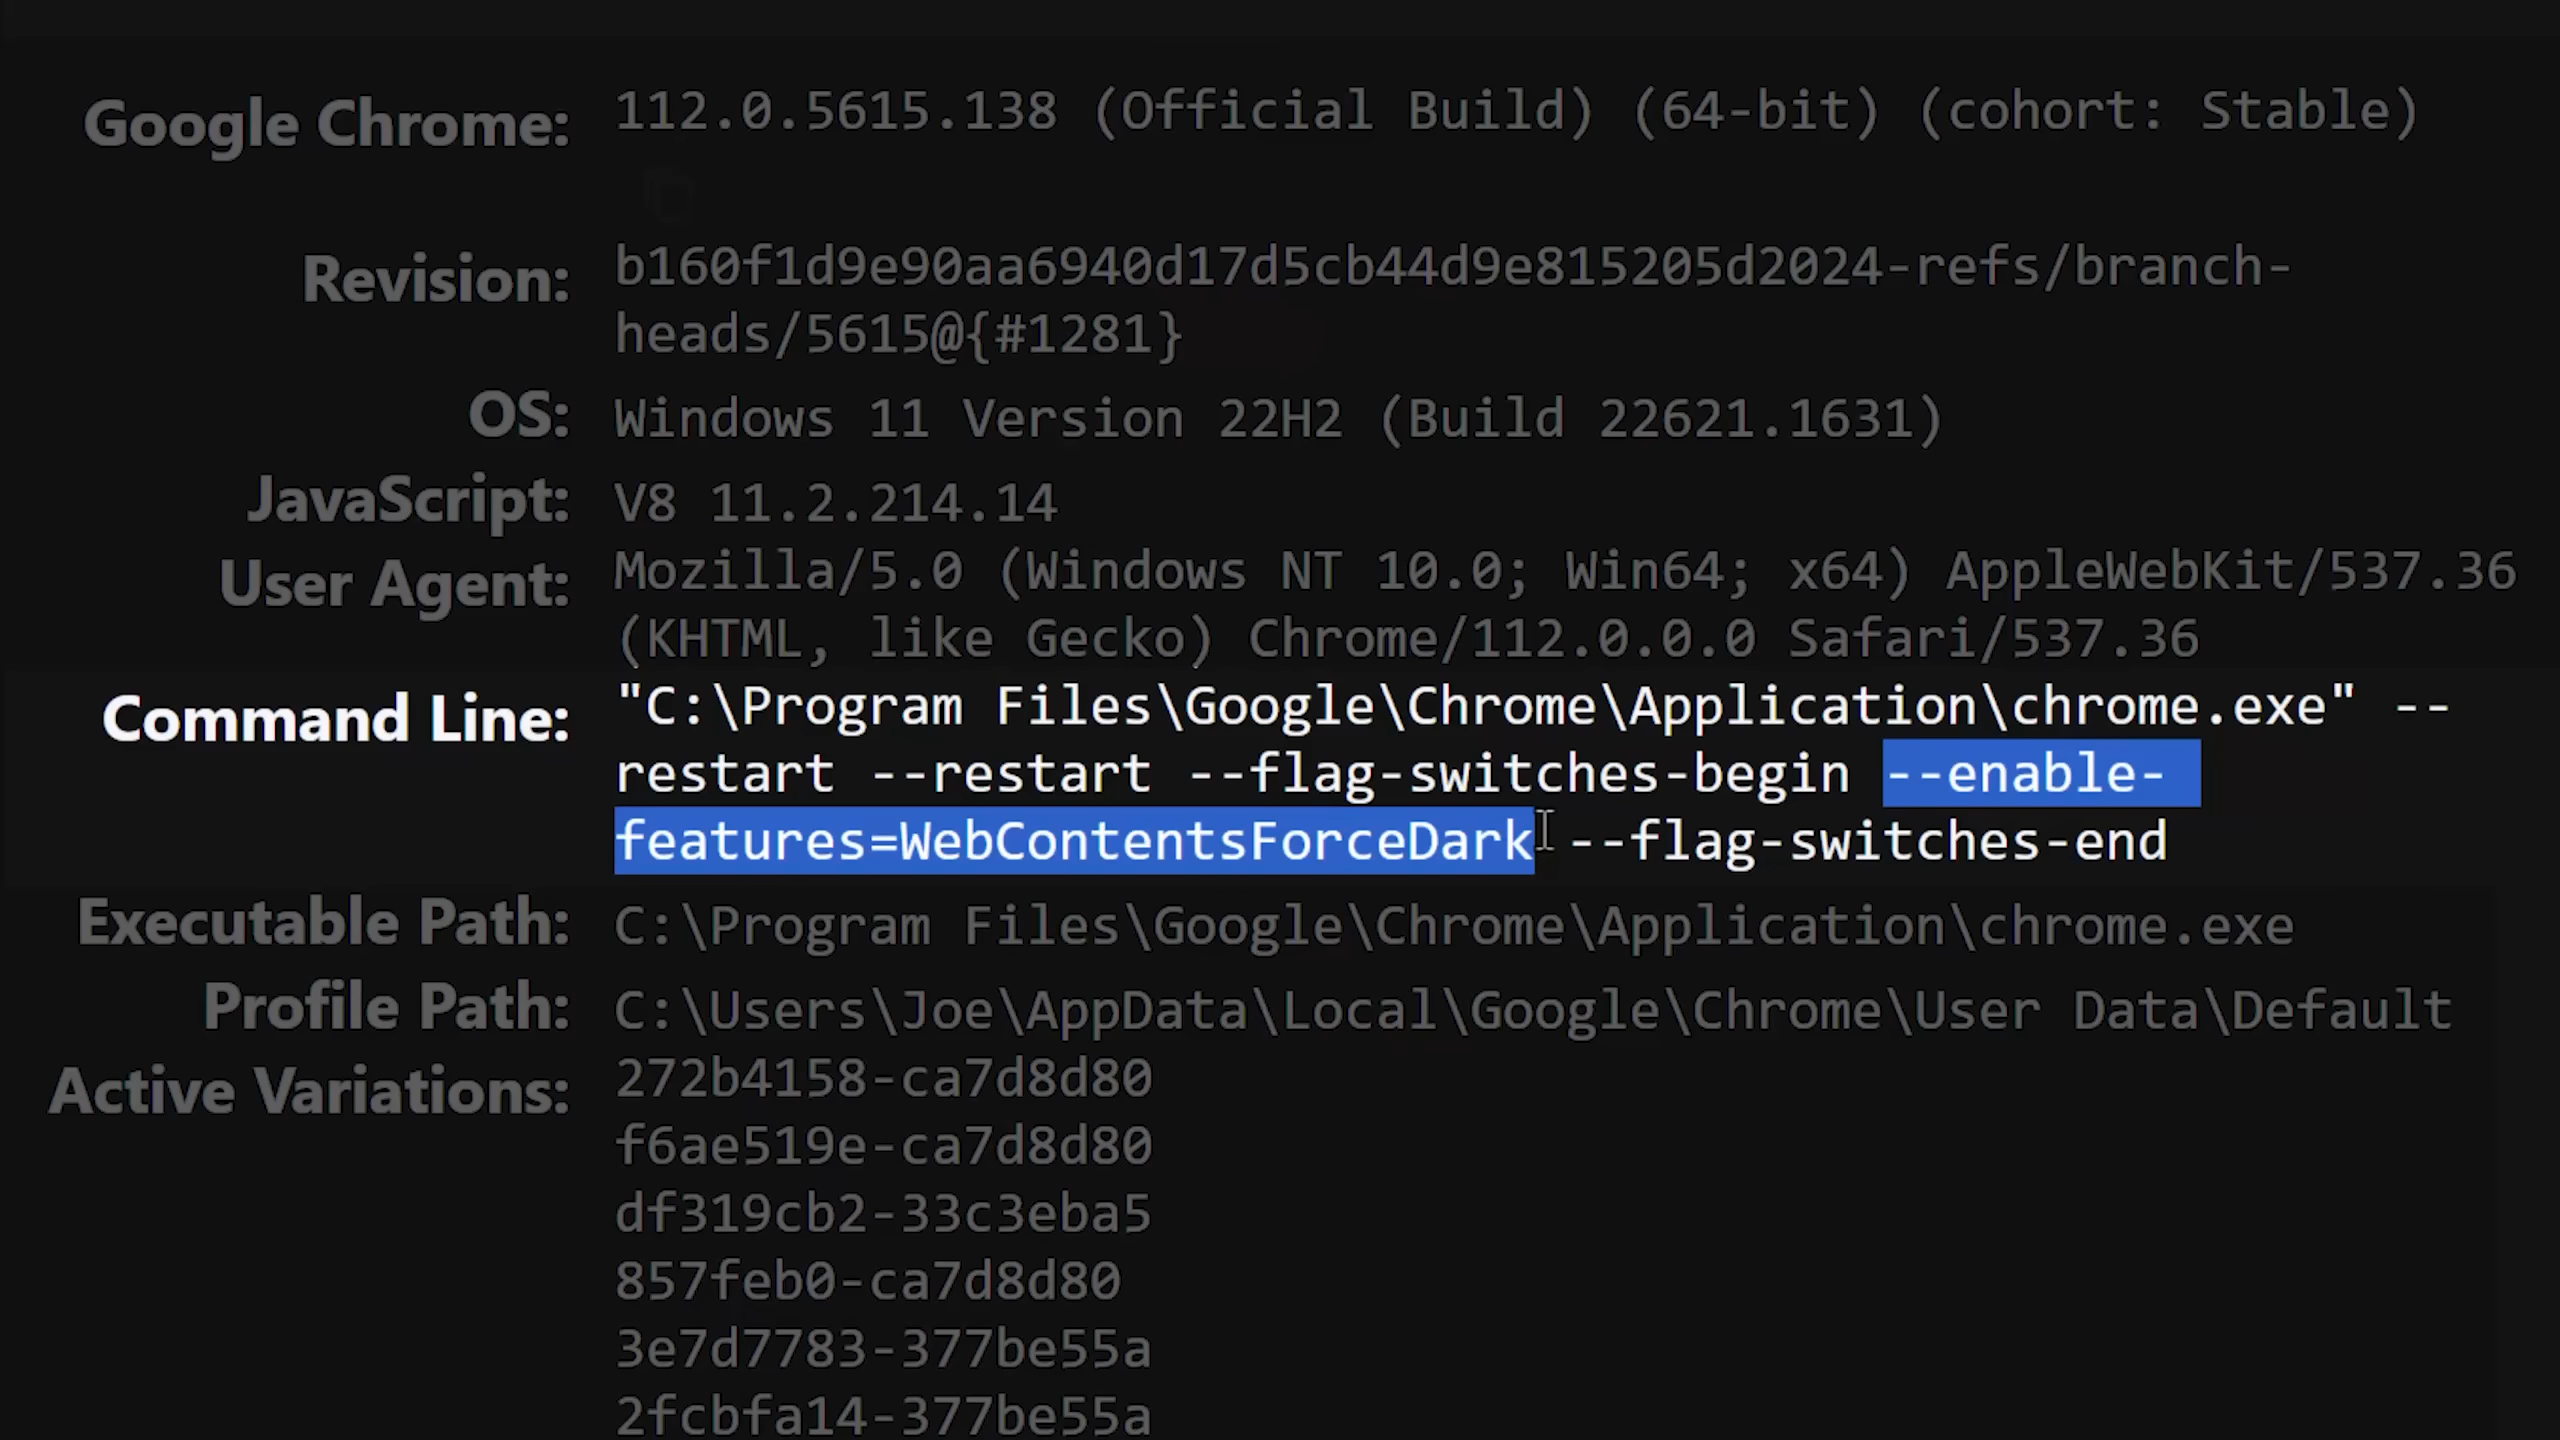 Google Chrome: 112.0.5615.138 (Official Build) (64-bit) (cohort: Stable)
Revision: b160f1d9e90aa6940d17d5cb44d9e815205d2024-refs/branch-
heads/5615@{#1281}
OS: Windows 11 Version 22H2 (Build 22621.1631)
JavaScript: V8 11.2.214.14
User Agent: Mozilla/5.0 (Windows NT 10.0; Win64; x64) AppleWebKit/537.36
(KHTML, like Gecko) Chrome/112.0.0.0 Safari/537.36
Command Line: "C:\Program Files\Google\Chrome\Application\chrome.exe" --
restart --restart --flag-switches-begin --enable-
features=WebContentsForceDark --flag-switches-end
Executable Path: C:\Program Files\Google\Chrome\Application\chrome.exe
Profile Path: C:\Users\Joe\AppData\Local\Google\Chrome\User Data\Default
Active Variations: 272b4158-ca7d8d80
f6ae519e-ca7d8d80
df319cb2-33c3eba5
857feb0-ca7d8d80
3e7d7783-377be55a
2fcbfa14-377be55a